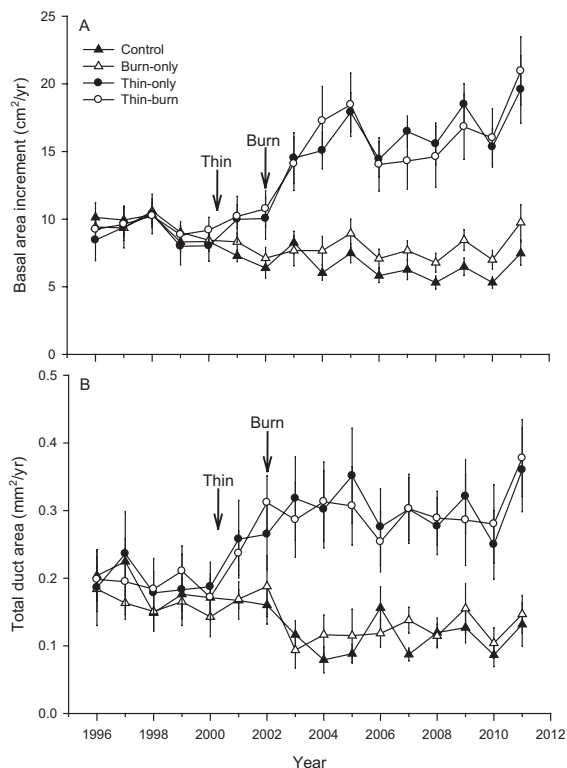 A
Control
Burn-only
Thin-only
Thin-burn
Thin
Burn
Basal area increment (cm²/yr)
25
20
15
10
5
0
B
Burn
Thin
Total duct area (mm²/yr)
0.5
0.4
0.3
0.2
0.1
0.0
1996 1998 2000 2002 2004 2006 2008 2010 2012
Year